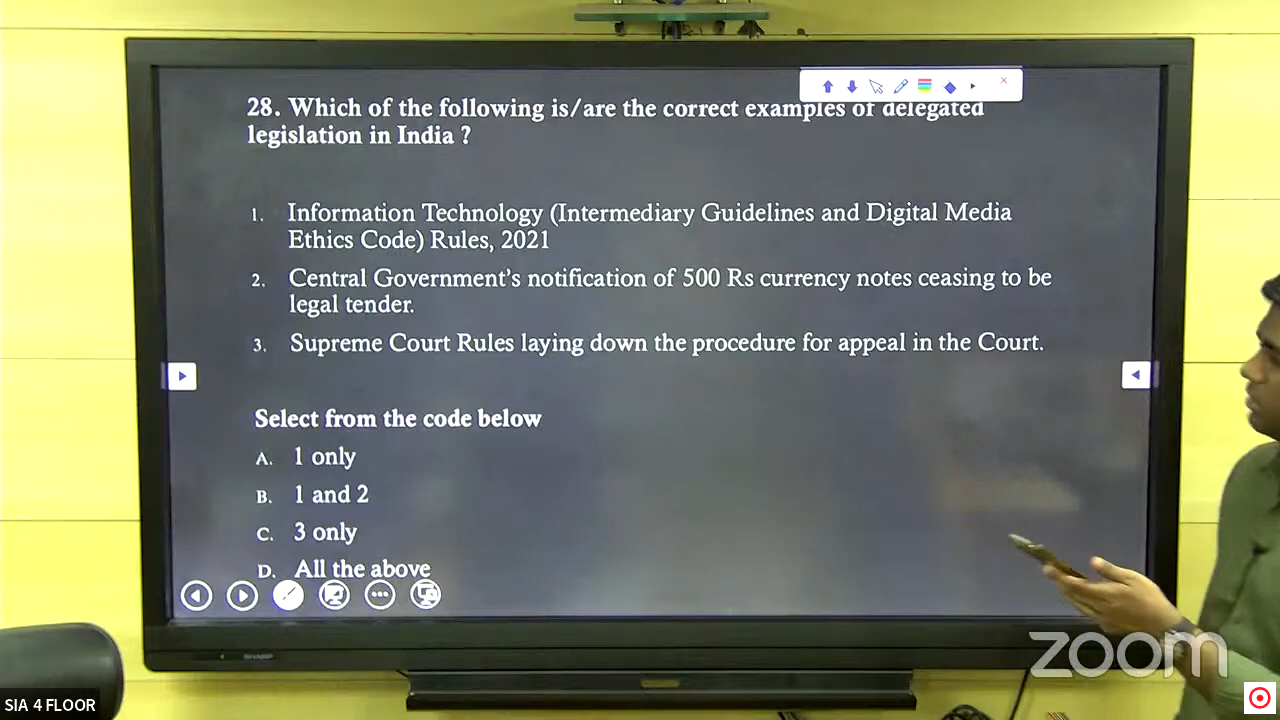 28. Which of the following is/are the correct examples of delegated
legislation in India ?
1. Information Technology (Intermediary Guidelines and Digital Media
Ethics Code) Rules, 2021
2. Central Government's notification of 500 Rs currency notes ceasing to be
legal tender.
3. Supreme Court Rules laying down the procedure for appeal in the Court.
Select from the code below
A. 1 only
B. 1 and 2
C. 3 only
D. All the above
SHARP
zoom
SIA 4 FLOOR